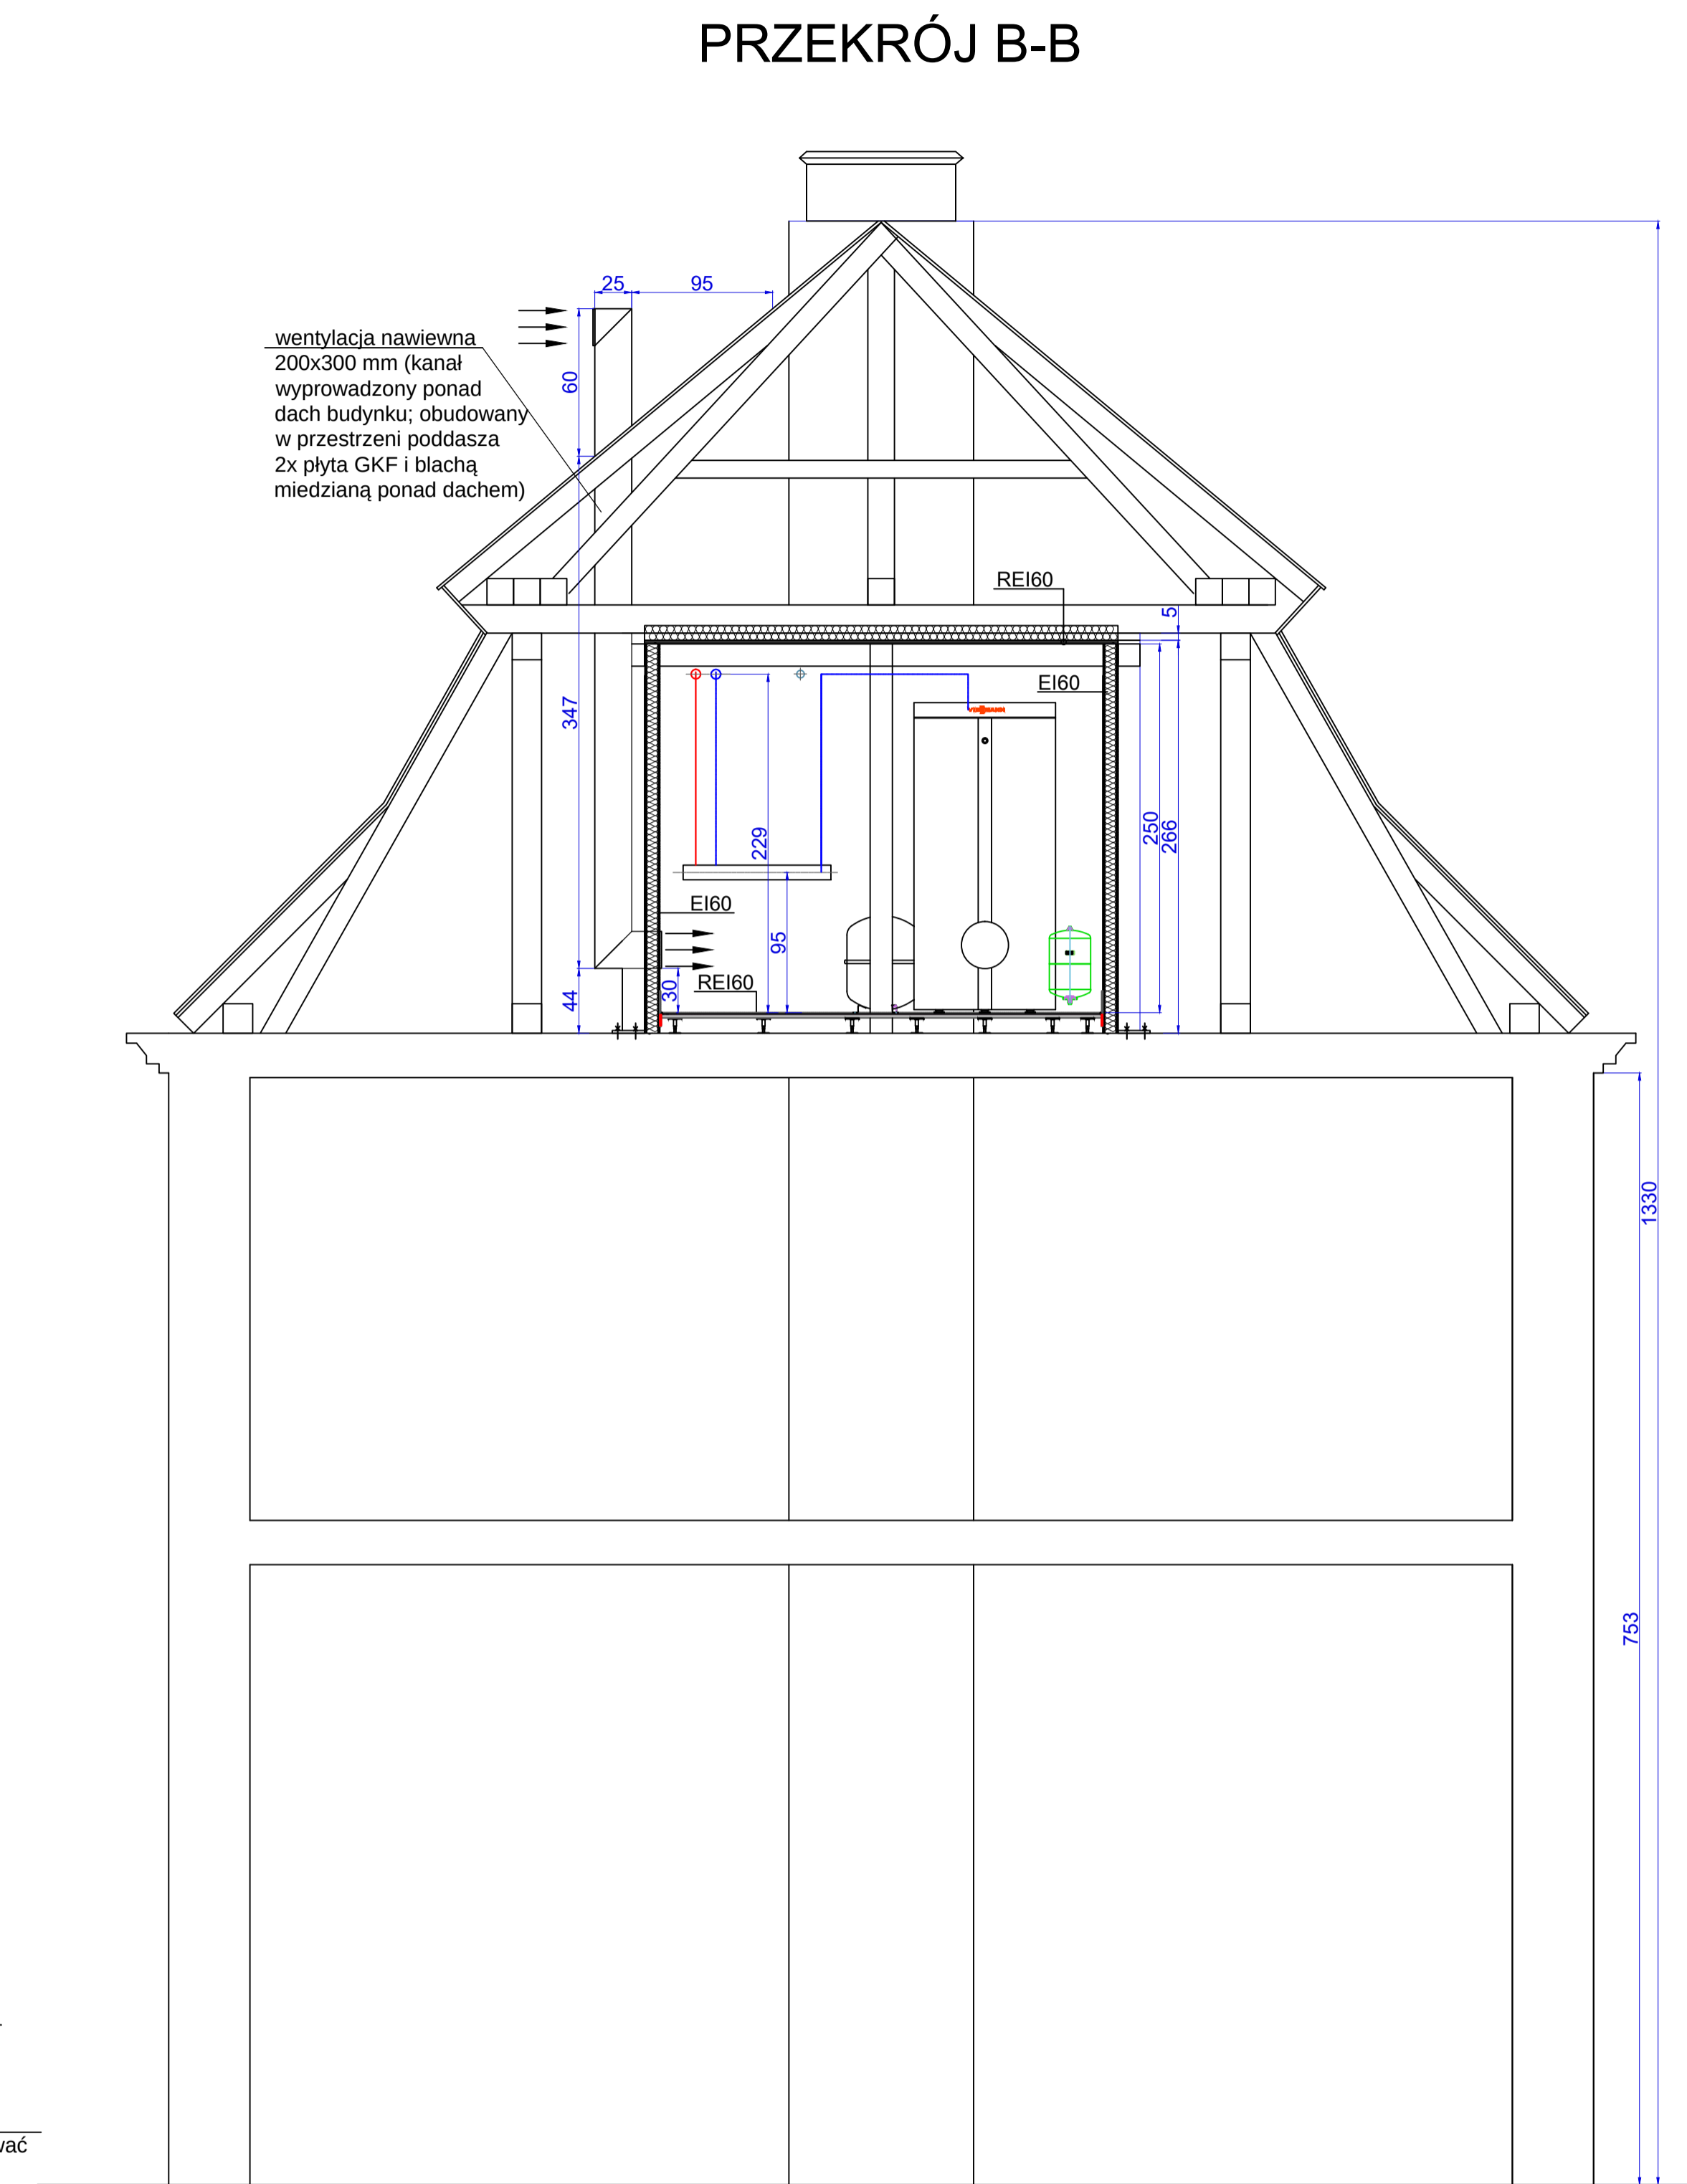 PRZEKRÓJ B-B
25
95
wentylacja nawiewna
200x300 mm (kanał
wyprowadzony ponad
dach budynku; obudowany
w przestrzeni poddasza
2x płyta GKF i blachą
miedzianą ponad dachem)
60
REI60
5
EI60
VIESMANN
347
229
250
266
EI60
95
REI60
30
44
1330
753
wać